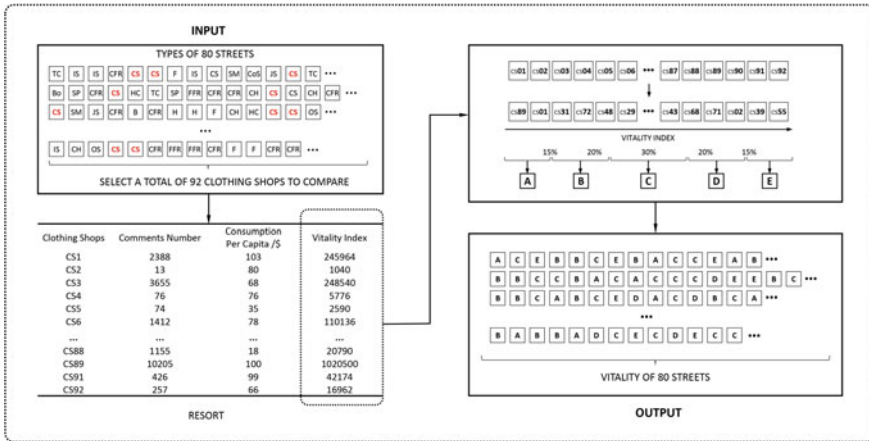 INPUT
TYPES OF 80 STREETS
TC IS IS CFR CS CS F IS CS SM CoS JS CS TC •••
Bo SP CFR CS HC TC SP FFR CFR CFR CH CS CS CH CFR •••
CS SM JS CFR B CFR H H F CH HC CS CS OS •••
•••
IS CH OS CS CS CFR FFR FFR CFR F F CFR CFR •••
SELECT A TOTAL OF 92 CLOTHING SHOPS TO COMPARE
Clothing Shops Comments Number Consumption Per Capita /$ Vitality Index
CS1 2388 103 245964
CS2 13 80 1040
CS3 3655 68 248540
CS4 76 76 5776
CS5 74 35 2590
CS6 1412 78 110136
... ... ... ...
CS88 1155 18 20790
CS89 10205 100 1020500
CS91 426 99 42174
CS92 257 66 16962
RESORT
CS01 CS02 CS03 CS04 CS05 CS06 ••• CS87 CS88 CS89 CS90 CS91 CS92
CS89 CS01 CS31 CS72 CS48 CS29 ••• CS43 CS68 CS71 CS02 CS39 CS55
VITALITY INDEX
15% 20% 30% 20% 15%
A B C D E
A C E B B C E B A C C E A B •••
B B C C B A C A C C C D E E B C •••
B B C A B C E D A C D B C A •••
•••
B A B B A D C E C D E C C •••
VITALITY OF 80 STREETS
OUTPUT